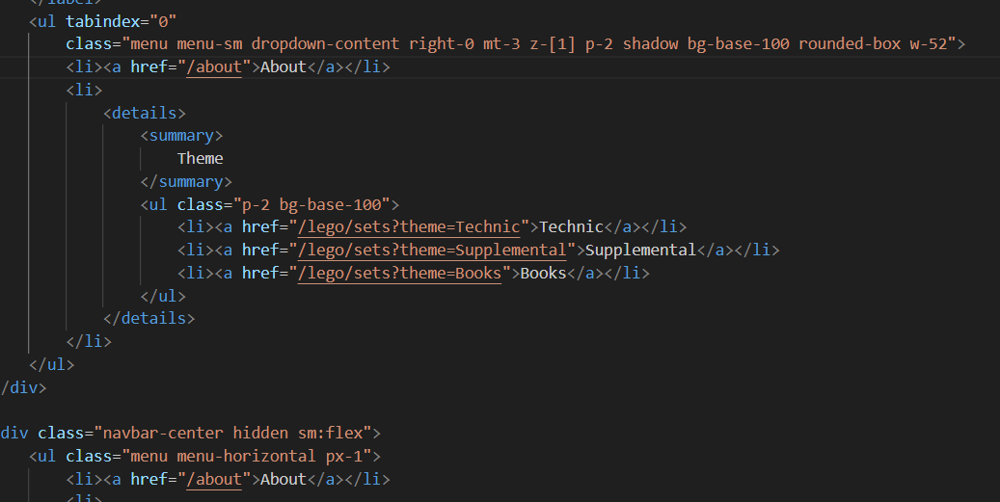 </label>
<ul tabindex="0"
class="menu menu-sm dropdown-content right-0 mt-3 z-[1] p-2 shadow bg-base-100 rounded-box w-52">
<li><a href="/about">About</a></li>
<li>
<details>
<summary>
Theme
</summary>
<ul class="p-2 bg-base-100">
<li><a href="/lego/sets?theme=Technic">Technic</a></li>
<li><a href="/lego/sets?theme=Supplemental">Supplemental</a></li>
<li><a href="/lego/sets?theme=Books">Books</a></li>
</ul>
</details>
</li>
</ul>
/div>
div class="navbar-center hidden sm:flex">
<ul class="menu menu-horizontal px-1">
<li><a href="/about">About</a></li>
<li>